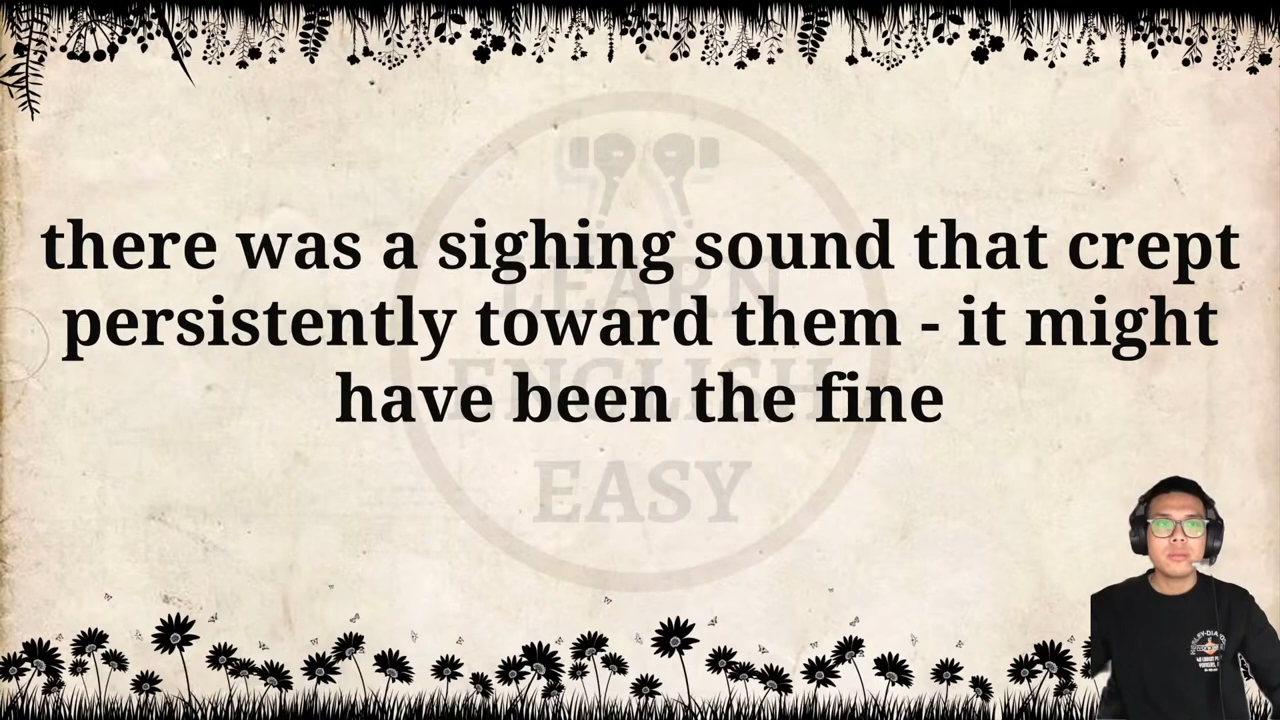 there was a sighing sound that crept
persistently toward them - it might
have been the fine
LEARN
ENGLISH
EASY